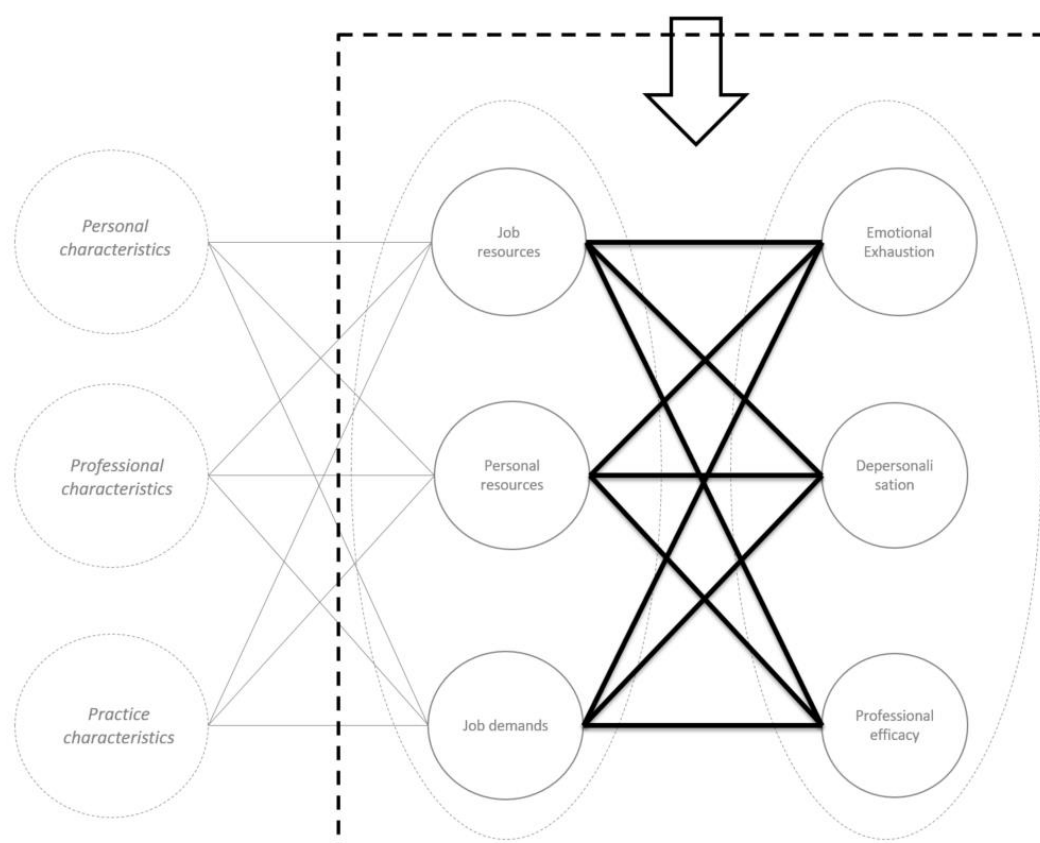 Personal
characteristics
Job
resources
Emotional
Exhaustion
Professional
characteristics
Personal
resources
Depersonali
sation
Practice
characteristics
Job demands
Professional
efficacy